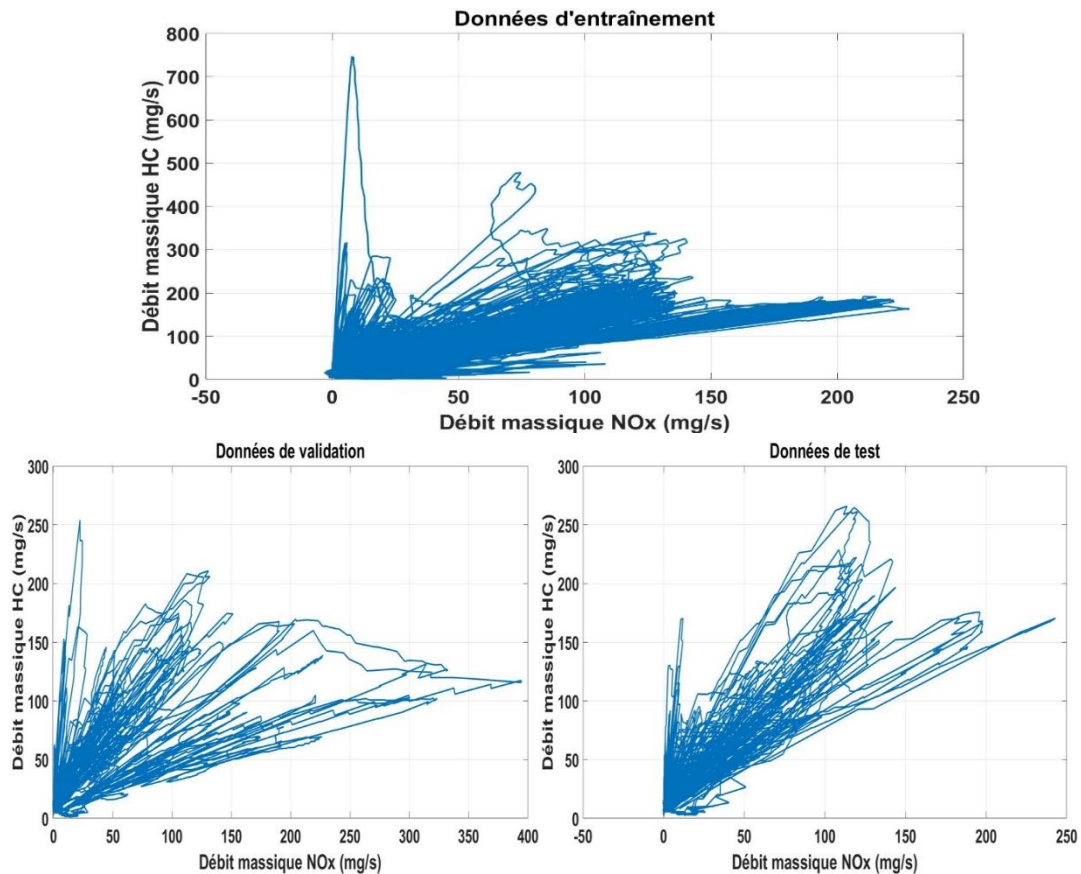 Données d'entraînement
Débit massique HC (mg/s)
800
700
600
500
400
300
200
100
0
-50 0 50 100 150 200 250
Débit massique NOx (mg/s)
Données de validation
Débit massique HC (mg/s)
300
250
200
150
100
50
0
0 50 100 150 200 250 300 350 400
Débit massique NOx (mg/s)
Données de test
Débit massique HC (mg/s)
300
250
200
150
100
50
0
-50 0 50 100 150 200 250
Débit massique NOx (mg/s)